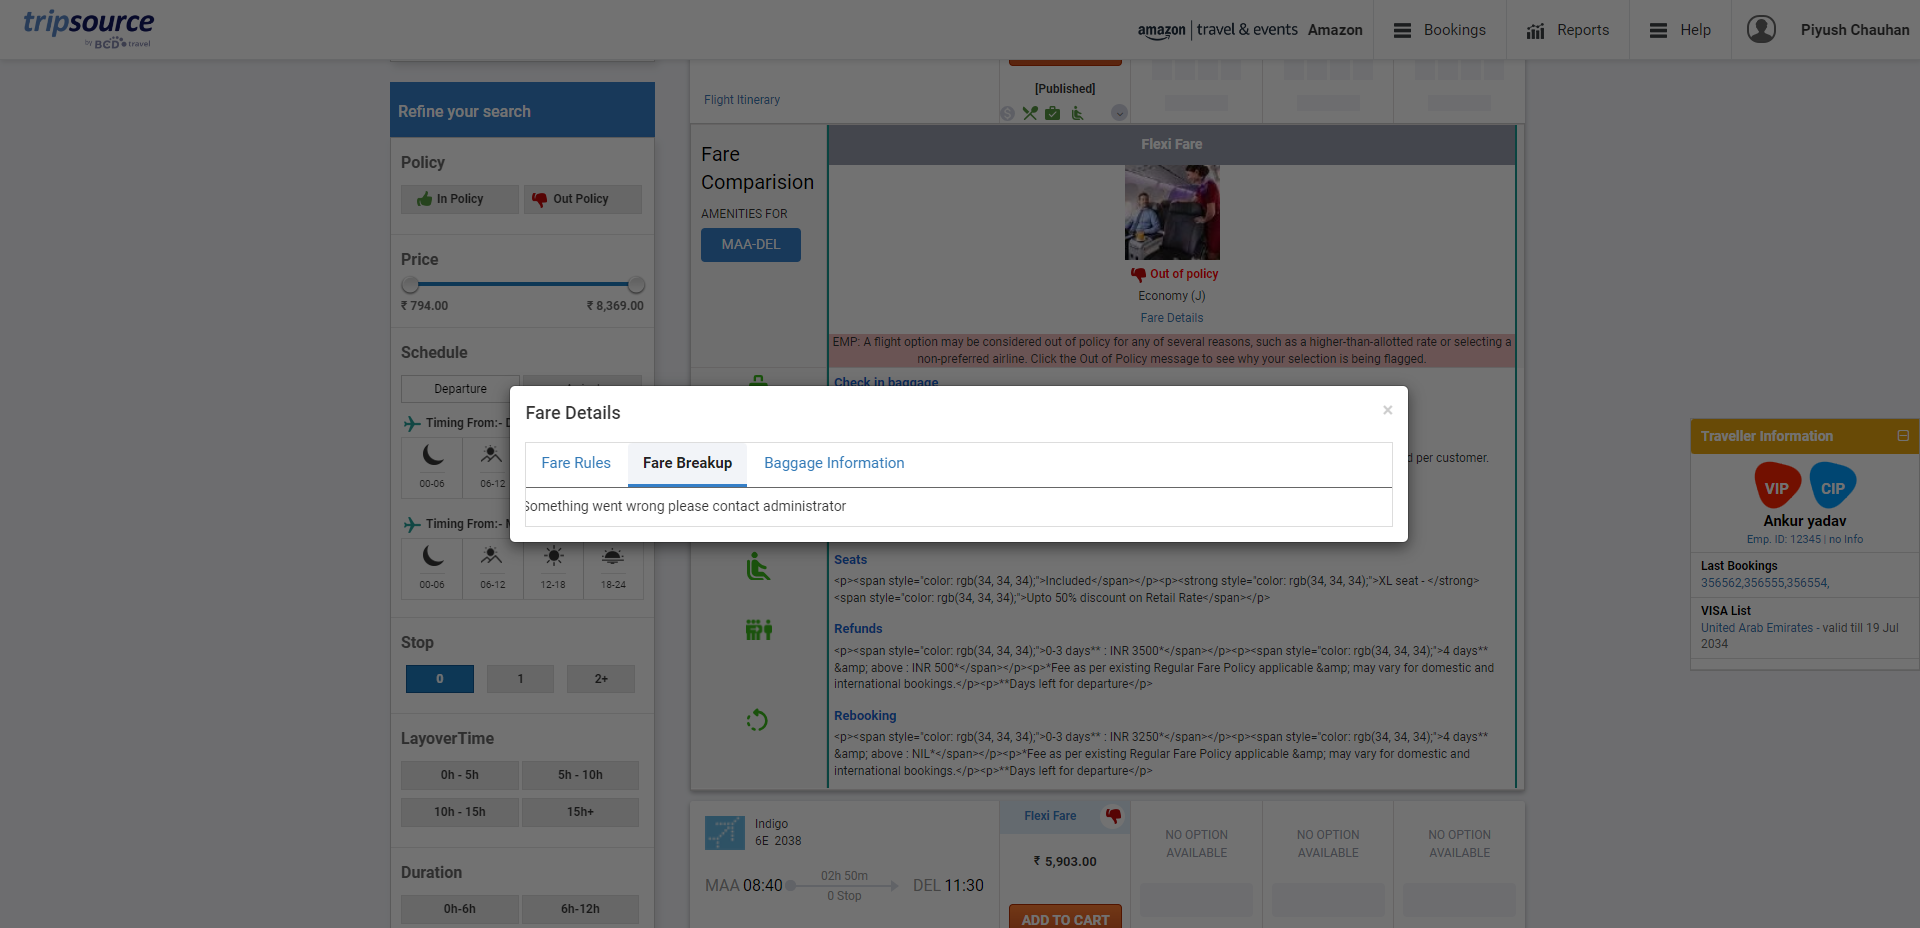 tripsource
by BCD travel
amazon | travel & events Amazon
Bookings
Reports
Help
Piyush Chauhan
Refine your search
Policy
In Policy
Out Policy
Price
₹ 794.00
₹ 8,369.00
Schedule
Departure
Timing From:-
00-06
06-12
Timing From:-
00-06
06-12
12-18
18-24
Stop
0
1
2+
LayoverTime
0h - 5h
5h - 10h
10h - 15h
15h+
Duration
0h-6h
6h-12h
Flight Itinerary
[Published]
Fare
Comparision
AMENITIES FOR
MAA-DEL
Flexi Fare
Out of policy
Economy (J)
Fare Details
EMP: A flight option may be considered out of policy for any of several reasons, such as a higher-than-allotted rate or selecting a
non-preferred airline. Click the Out of Policy message to see why your selection is being flagged.
Check in baggage
d per customer.
Fare Details
×
Fare Rules
Fare Breakup
Baggage Information
Something went wrong please contact administrator
Seats
<p><span style="color: rgb(34, 34, 34);">Included</span></p><p><strong style="color: rgb(34, 34, 34);">XL seat - </strong>
<span style="color: rgb(34, 34, 34);">Upto 50% discount on Retail Rate</span></p>
Refunds
<p><span style="color: rgb(34, 34, 34);">0-3 days** : INR 3500*</span></p><p><span style="color: rgb(34, 34, 34);">4 days**
&amp; above : INR 500*</span></p><p>*Fee as per existing Regular Fare Policy applicable &amp; may vary for domestic and
international bookings.</p><p>**Days left for departure</p>
Rebooking
<p><span style="color: rgb(34, 34, 34);">0-3 days** : INR 3250*</span></p><p><span style="color: rgb(34, 34, 34);">4 days**
&amp; above : NIL*</span></p><p>*Fee as per existing Regular Fare Policy applicable &amp; may vary for domestic and
international bookings.</p><p>**Days left for departure</p>
Indigo
6E 2038
MAA 08:40
02h 50m
0 Stop
DEL 11:30
Flexi Fare
₹ 5,903.00
ADD TO CART
NO OPTION
AVAILABLE
NO OPTION
AVAILABLE
NO OPTION
AVAILABLE
Traveller Information
VIP
CIP
Ankur yadav
Emp. ID: 12345 | no Info
Last Bookings
356562,356555,356554,
VISA List
United Arab Emirates - valid till 19 Jul
2034